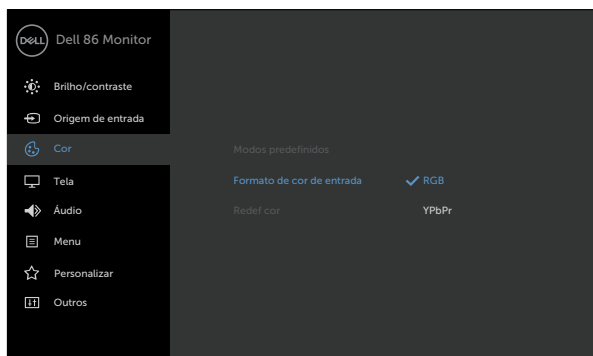 DELL Dell 86 Monitor
Brilho/contraste
Origem de entrada
Cor
Modos predefinidos
Tela
Formato de cor de entrada RGB
Áudio
Redef cor YPbPr
Menu
Personalizar
Outros